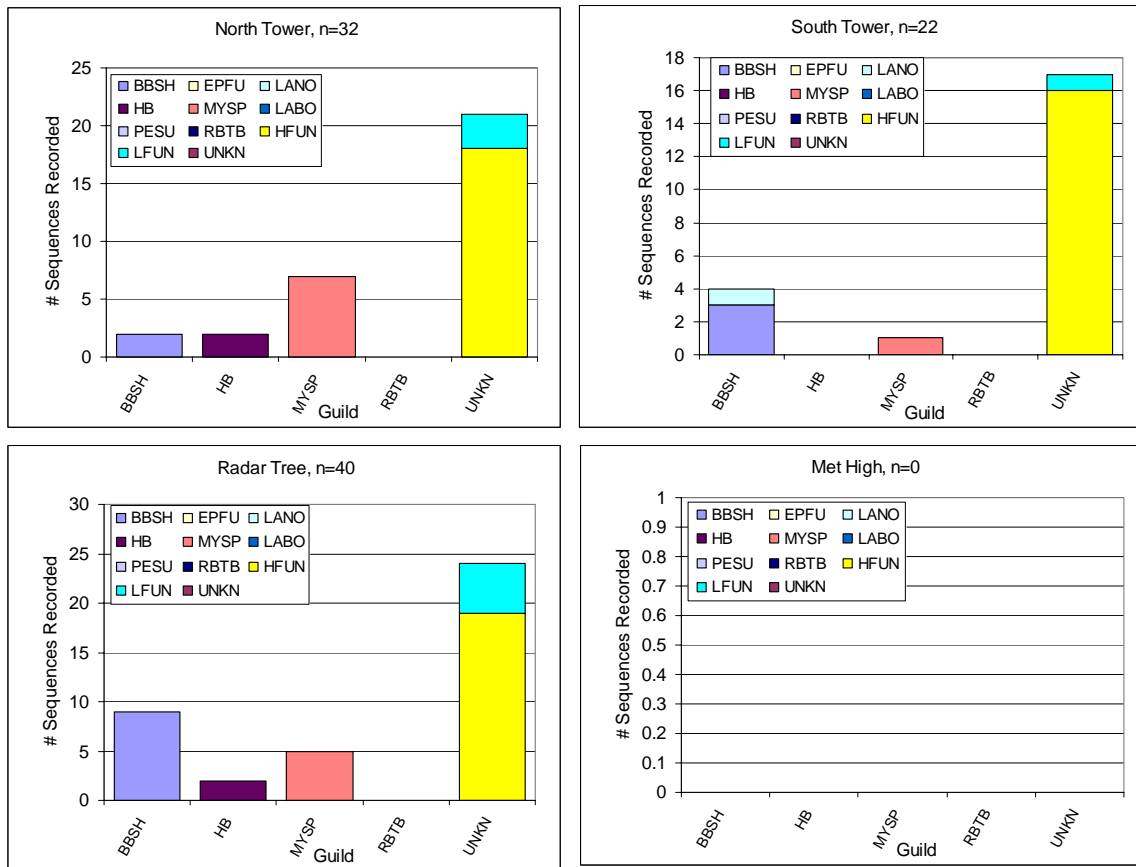 North Tower, n=32
# Sequences Recorded
25
20
15
10
5
0
BBSH EPFU LANO
HB MYSP LABO
PESU RBTB HFUN
LFUN UNKN
BBSH HB MYSP RBTB UNKN
Guild
South Tower, n=22
# Sequences Recorded
18
16
14
12
10
8
6
4
2
0
BBSH EPFU LANO
HB MYSP LABO
PESU RBTB HFUN
LFUN UNKN
BBSH HB MYSP RBTB UNKN
Guild
Radar Tree, n=40
# Sequences Recorded
30
25
20
15
10
5
0
BBSH EPFU LANO
HB MYSP LABO
PESU RBTB HFUN
LFUN UNKN
BBSH HB MYSP RBTB UNKN
Guild
Met High, n=0
# Sequences Recorded
1
0.9
0.8
0.7
0.6
0.5
0.4
0.3
0.2
0.1
0
BBSH EPFU LANO
HB MYSP LABO
PESU RBTB HFUN
LFUN UNKN
BBSH HB MYSP RBTB UNKN
Guild